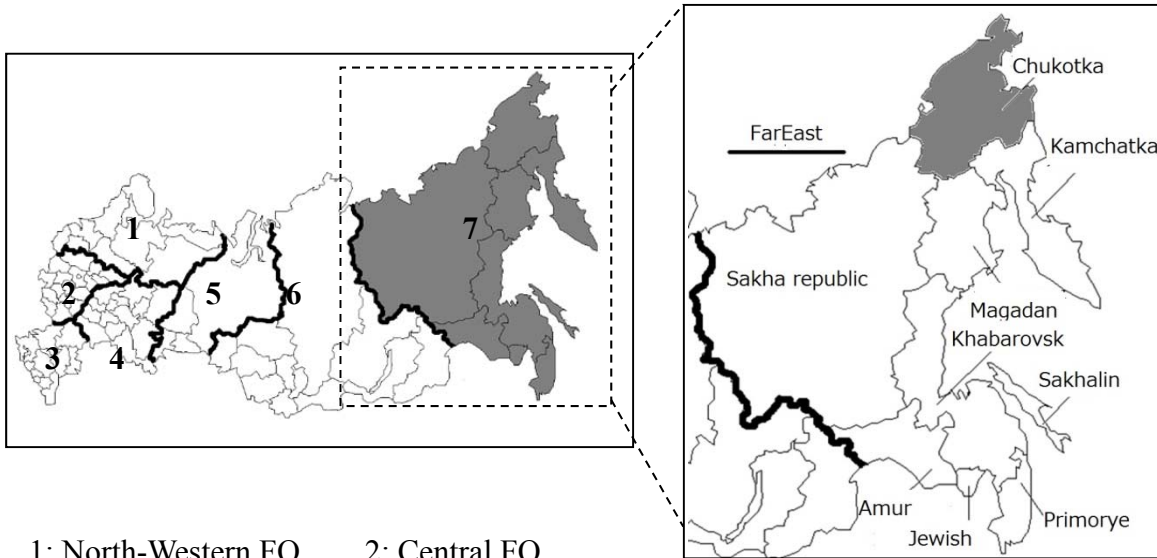 1
2
3
4
5
6
7
FarEast
Chukotka
Kamchatka
Sakha republic
Magadan
Khabarovsk
Sakhalin
Amur
Jewish
Primorye
1: North-Western FO 2: Central FO